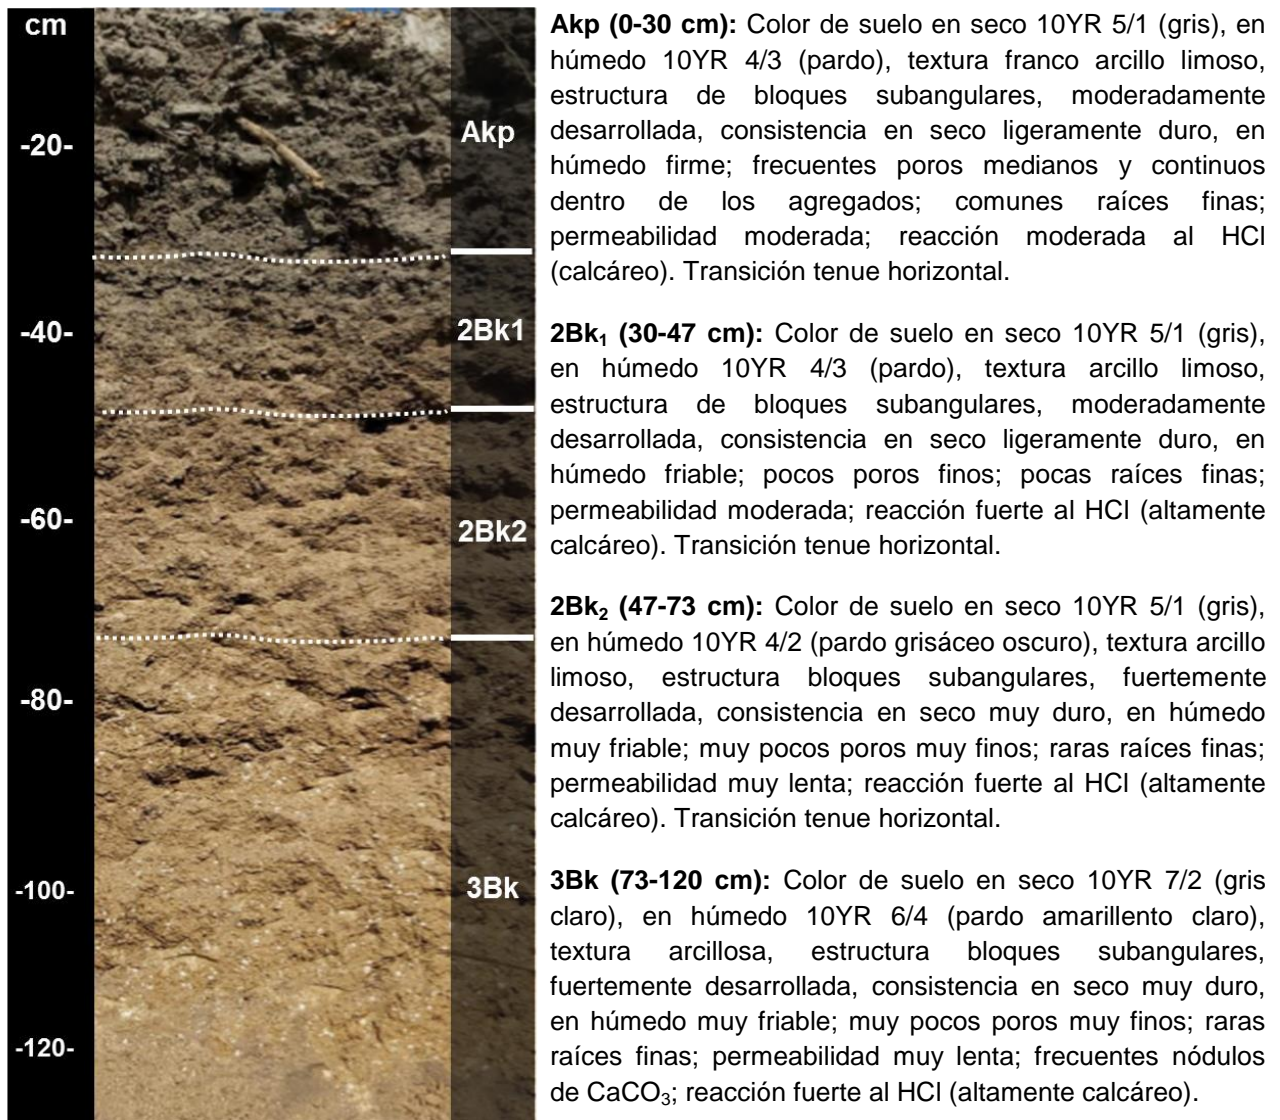 cm
-20-
-40-
-60-
-80-
-100-
-120-
Akp
2Bk1
2Bk2
3Bk
Akp (0-30 cm): Color de suelo en seco 10YR 5/1 (gris), en
húmedo 10YR 4/3 (pardo), textura franco arcillo limoso,
estructura de bloques subangulares, moderadamente
desarrollada, consistencia en seco ligeramente duro, en
húmedo firme; frecuentes poros medianos y continuos
dentro de los agregados; comunes raíces finas;
permeabilidad moderada; reacción moderada al HCl
(calcáreo). Transición tenue horizontal.
2Bk₁ (30-47 cm): Color de suelo en seco 10YR 5/1 (gris),
en húmedo 10YR 4/3 (pardo), textura arcillo limoso,
estructura de bloques subangulares, moderadamente
desarrollada, consistencia en seco ligeramente duro, en
húmedo friable; pocos poros finos; pocas raíces finas;
permeabilidad moderada; reacción fuerte al HCl (altamente
calcáreo). Transición tenue horizontal.
2Bk₂ (47-73 cm): Color de suelo en seco 10YR 5/1 (gris),
en húmedo 10YR 4/2 (pardo grisáceo oscuro), textura arcillo
limoso, estructura bloques subangulares, fuertemente
desarrollada, consistencia en seco muy duro, en húmedo
muy friable; muy pocos poros muy finos; raras raíces finas;
permeabilidad muy lenta; reacción fuerte al HCl (altamente
calcáreo). Transición tenue horizontal.
3Bk (73-120 cm): Color de suelo en seco 10YR 7/2 (gris
claro), en húmedo 10YR 6/4 (pardo amarillento claro),
textura arcillosa, estructura bloques subangulares,
fuertemente desarrollada, consistencia en seco muy duro,
en húmedo muy friable; muy pocos poros muy finos; raras
raíces finas; permeabilidad muy lenta; frecuentes nódulos
de CaCO₃; reacción fuerte al HCl (altamente calcáreo).